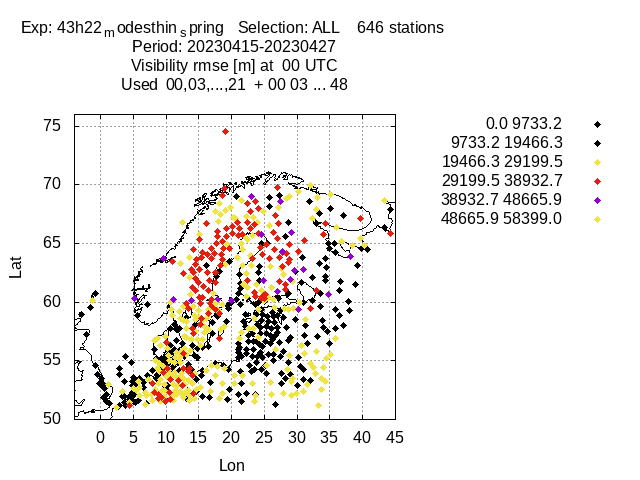 Exp: 43h22modesthinspring   Selection: ALL    646 stations
Period: 20230415-20230427
Visibility rmse [m] at  00 UTC
Used  00,03,...,21  + 00 03 ... 48
0.0 9733.2
9733.2 19466.3
19466.3 29199.5
29199.5 38932.7
38932.7 48665.9
48665.9 58399.0
75
70
65
60
55
50
Lat
0 5 10 15 20 25 30 35 40 45
Lon